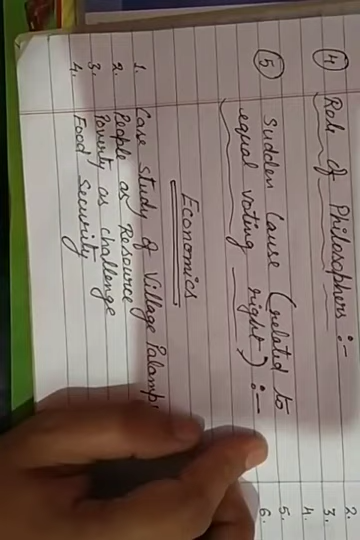 ④ Role of Philosophers :-
⑤ Sudden Cause (related to
equal voting right) :-
Economics
1. Case Study of Village Palamp
2. People as Resource
3. Poverty as challenge
4. Food Security
2.
3.
4.
5.
6.